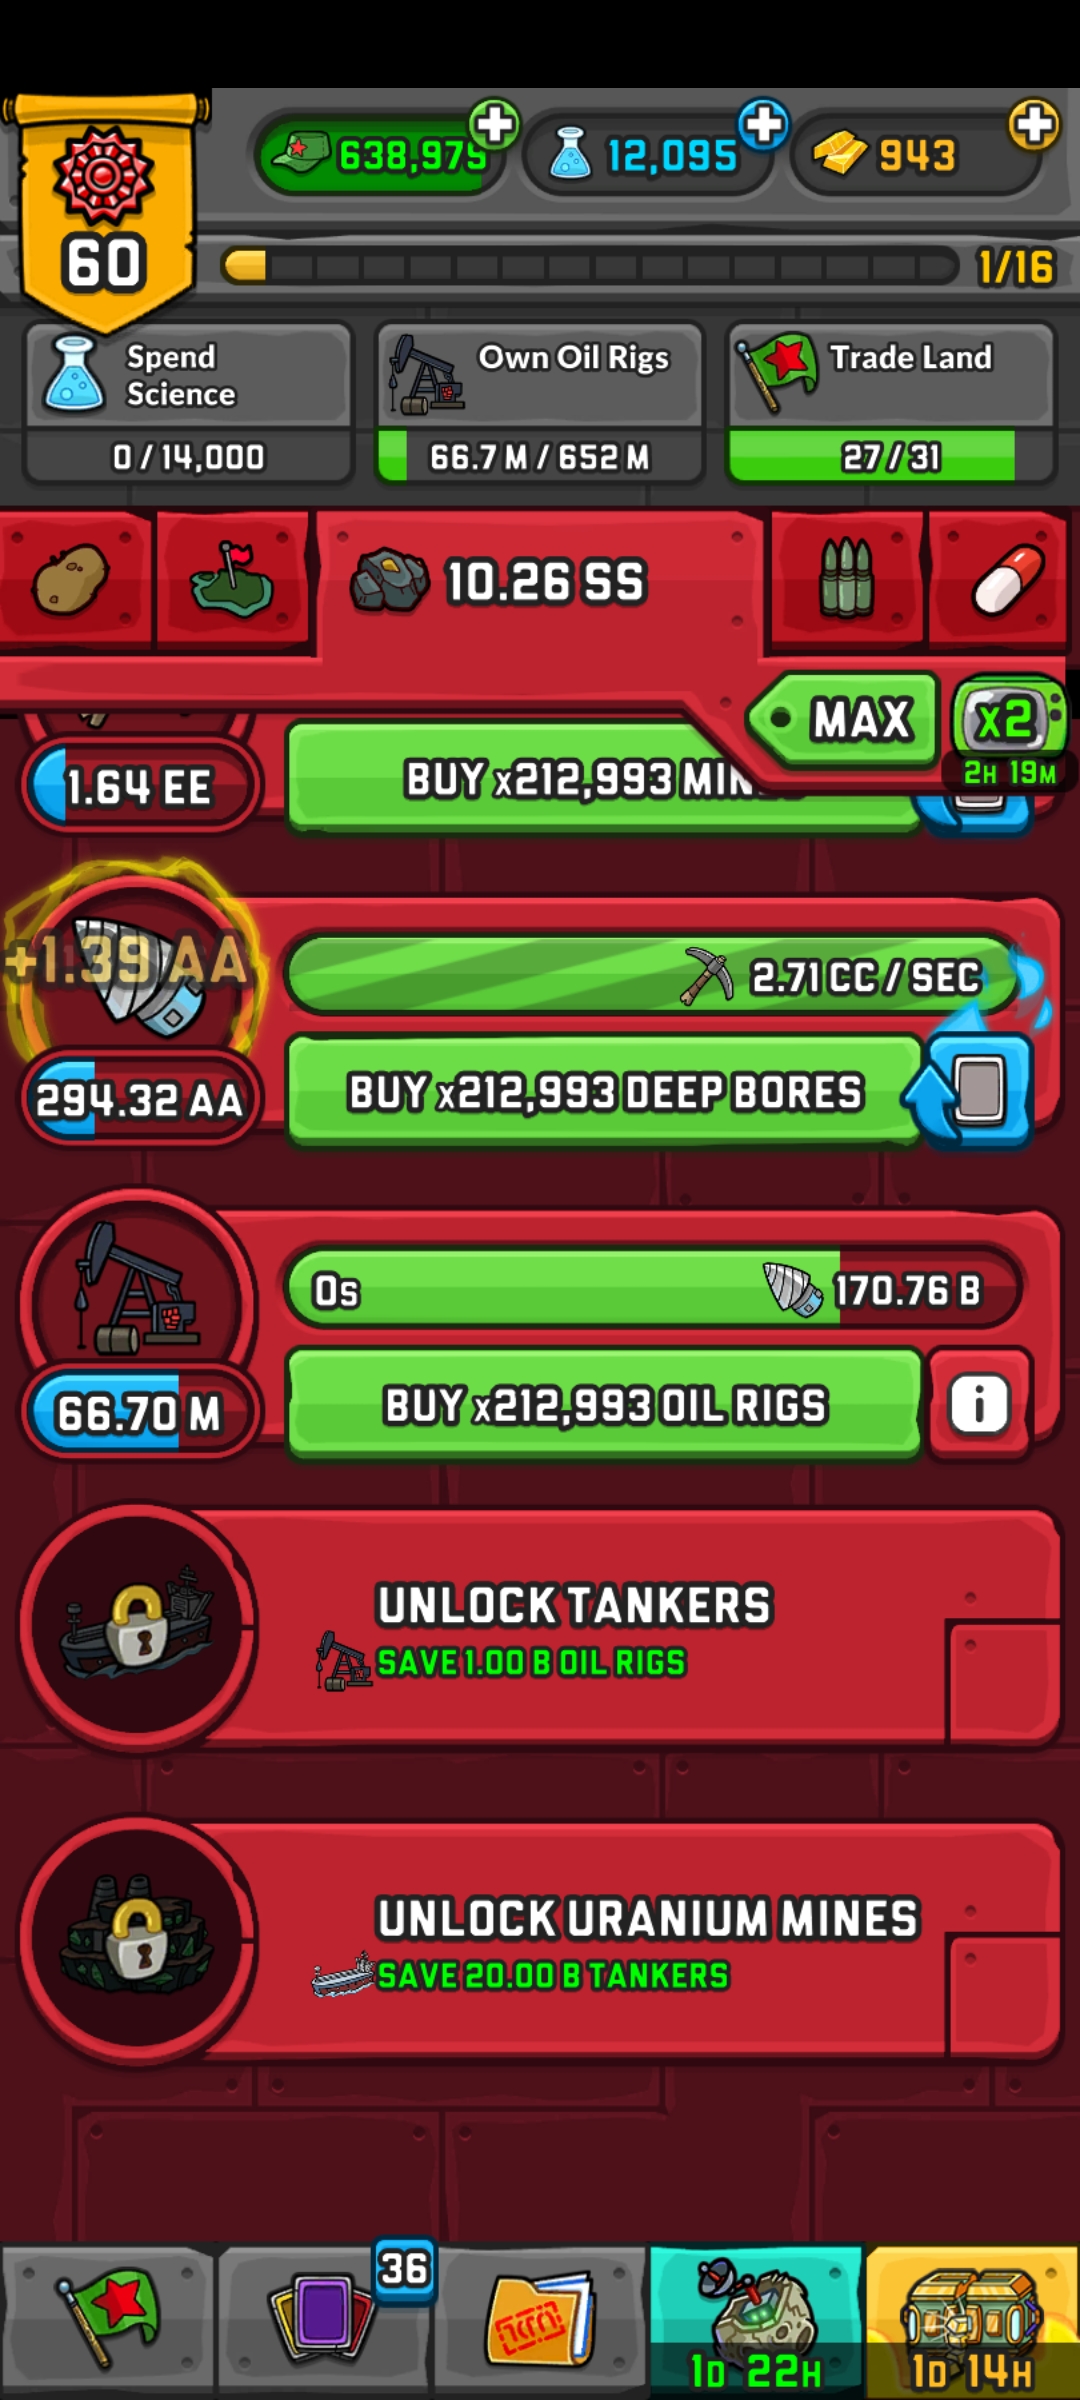 638,975
12,095
943
60
1/16
Spend
Science
Own Oil Rigs
Trade Land
0 / 14,000
66.7 M / 652 M
27 / 31
10.26 SS
MAX
x2
2H 19M
1.64 EE
BUY x212,993
+1.39 AA
2.71 CC / SEC
294.32 AA
BUY x212,993 DEEP BORES
0s
170.76 B
66.70 M
BUY x212,993 OIL RIGS
i
UNLOCK TANKERS
SAVE 1.00 B OIL RIGS
UNLOCK URANIUM MINES
SAVE 20.00 B TANKERS
36
1D 22H
1D 14H